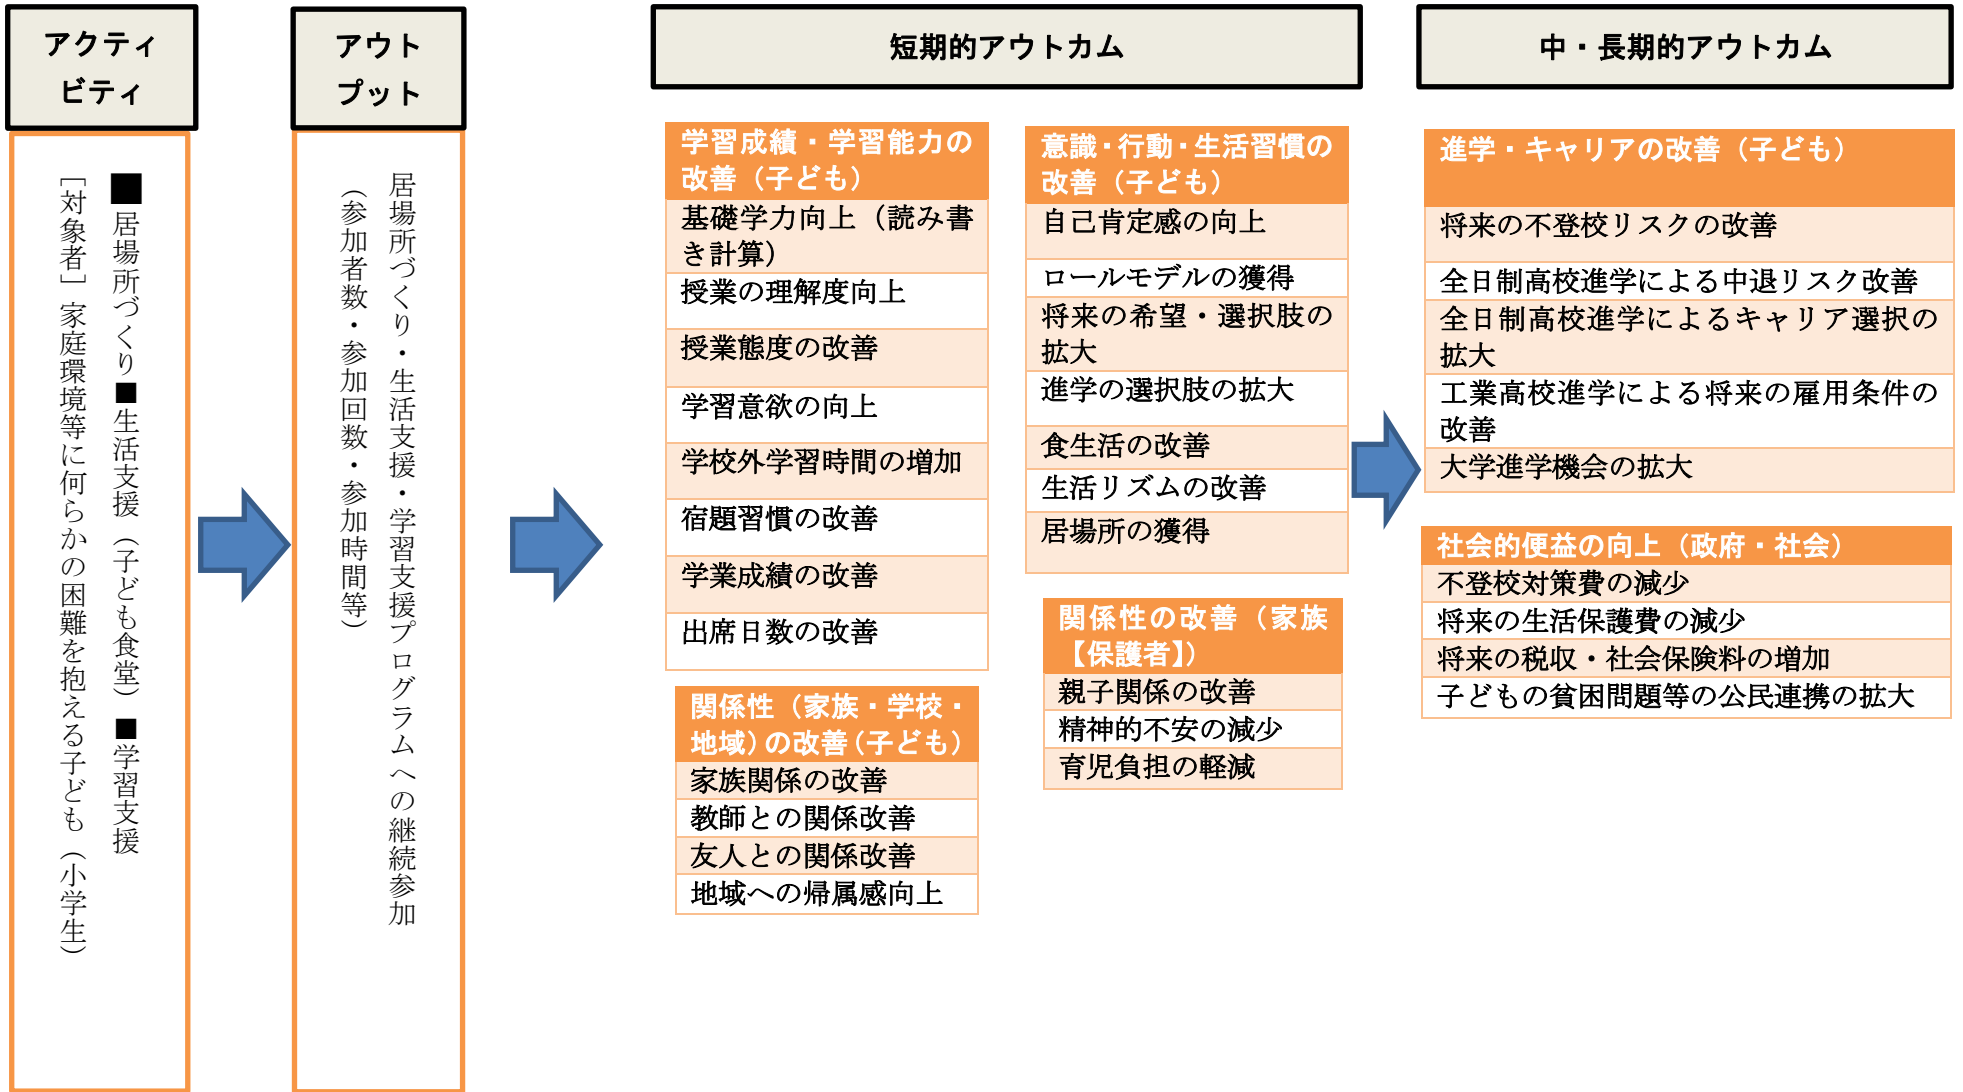 アクティ
ビティ
■居場所づくり■生活支援（子ども食堂）■学習支援
［対象者］家庭環境等に何らかの困難を抱える子ども（小学生）
アウト
プット
居場所づくり・生活支援・学習支援プログラムへの継続参加
（参加者数・参加回数・参加時間等）
短期的アウトカム
学習成績・学習能力の
改善（子ども）
基礎学力向上（読み書
き計算）
授業の理解度向上
授業態度の改善
学習意欲の向上
学校外学習時間の増加
宿題習慣の改善
学業成績の改善
出席日数の改善
関係性（家族・学校・
地域）の改善（子ども）
家族関係の改善
教師との関係改善
友人との関係改善
地域への帰属感向上
意識・行動・生活習慣の
改善（子ども）
自己肯定感の向上
ロールモデルの獲得
将来の希望・選択肢の
拡大
進学の選択肢の拡大
食生活の改善
生活リズムの改善
居場所の獲得
関係性の改善（家族
【保護者】）
親子関係の改善
精神的不安の減少
育児負担の軽減
中・長期的アウトカム
進学・キャリアの改善（子ども）
将来の不登校リスクの改善
全日制高校進学による中退リスク改善
全日制高校進学によるキャリア選択の
拡大
工業高校進学による将来の雇用条件の
改善
大学進学機会の拡大
社会的便益の向上（政府・社会）
不登校対策費の減少
将来の生活保護費の減少
将来の税収・社会保険料の増加
子どもの貧困問題等の公民連携の拡大